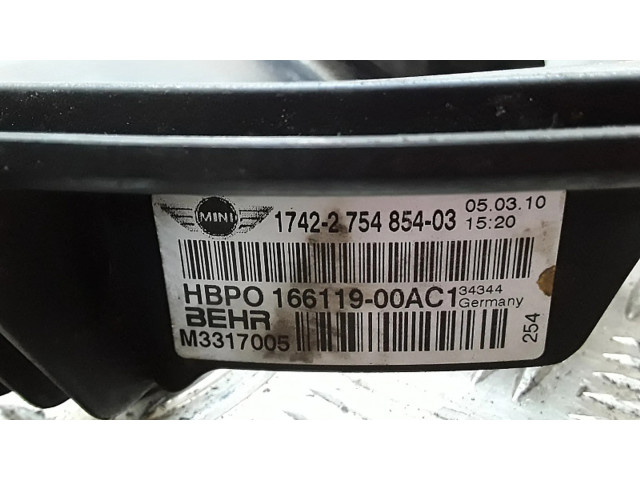 MINI 1742-2 754 854-03 05.03.10
15:20
HBPO 166119-00AC1 34344
Germany
BEHR
M3317005
254